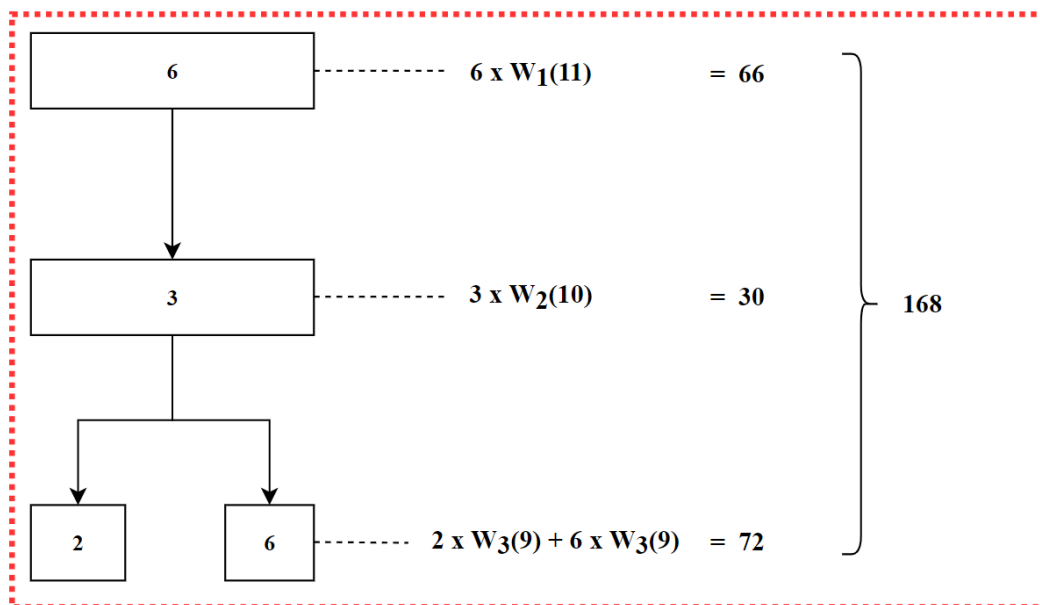 6 6 x W1(11) = 66
3 3 x W2(10) = 30
168
2 6 2 x W3(9) + 6 x W3(9) = 72